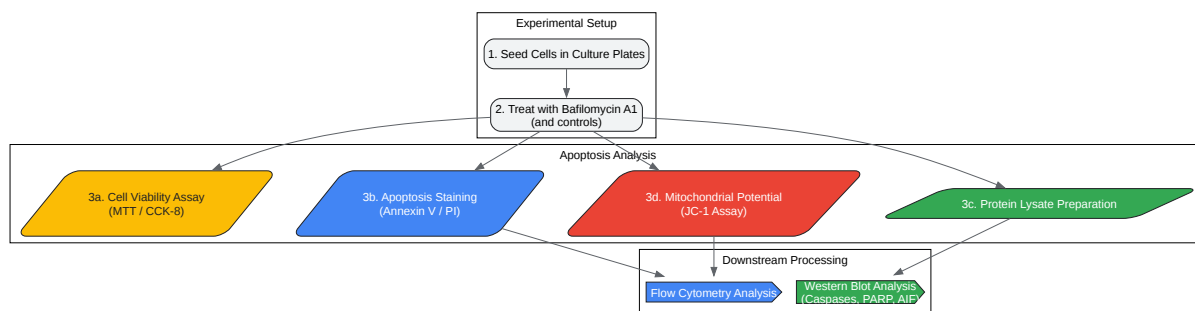 Experimental Setup
1. Seed Cells in Culture Plates
2. Treat with Bafilomycin A1
(and controls)
Apoptosis Analysis
3a. Cell Viability Assay
(MTT / CCK-8)
3b. Apoptosis Staining
(Annexin V / PI)
3d. Mitochondrial Potential
(JC-1 Assay)
3c. Protein Lysate Preparation
Downstream Processing
Flow Cytometry Analysis
Western Blot Analysis
(Caspases, PARP, AIF)